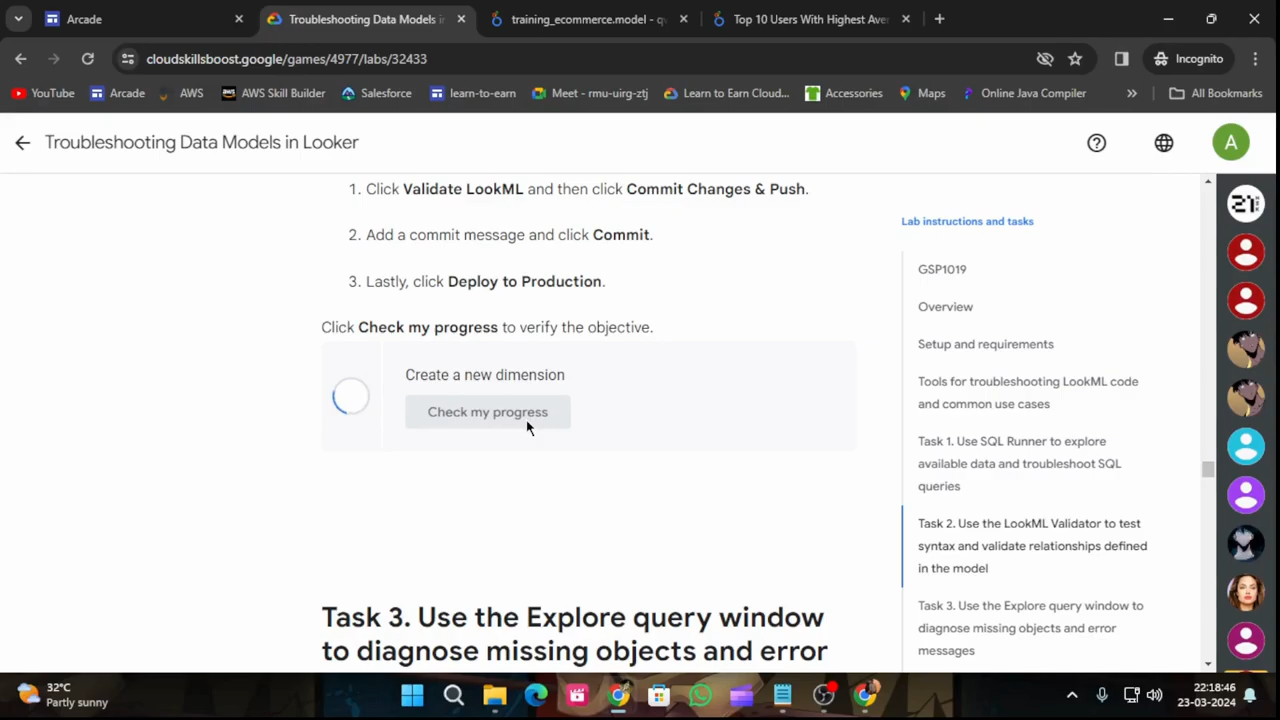 Arcade
Troubleshooting Data Models i
training_ecommerce.model - q
Top 10 Users With Highest Ave
cloudskillsboost.google/games/4977/labs/32433
Incognito
YouTube
Arcade
AWS
AWS Skill Builder
Salesforce
learn-to-earn
Meet - rmu-uirg-ztj
Learn to Earn Cloud...
Accessories
Maps
Online Java Compiler
All Bookmarks
Troubleshooting Data Models in Looker
A
1. Click Validate LookML and then click Commit Changes & Push.
2. Add a commit message and click Commit.
3. Lastly, click Deploy to Production.
Click Check my progress to verify the objective.
Create a new dimension
Check my progress
Task 3. Use the Explore query window
to diagnose missing objects and error
Lab instructions and tasks
GSP1019
Overview
Setup and requirements
Tools for troubleshooting LookML code
and common use cases
Task 1. Use SQL Runner to explore
available data and troubleshoot SQL
queries
Task 2. Use the LookML Validator to test
syntax and validate relationships defined
in the model
Task 3. Use the Explore query window to
diagnose missing objects and error
messages
32°C
Partly sunny
22:18:46
23-03-2024